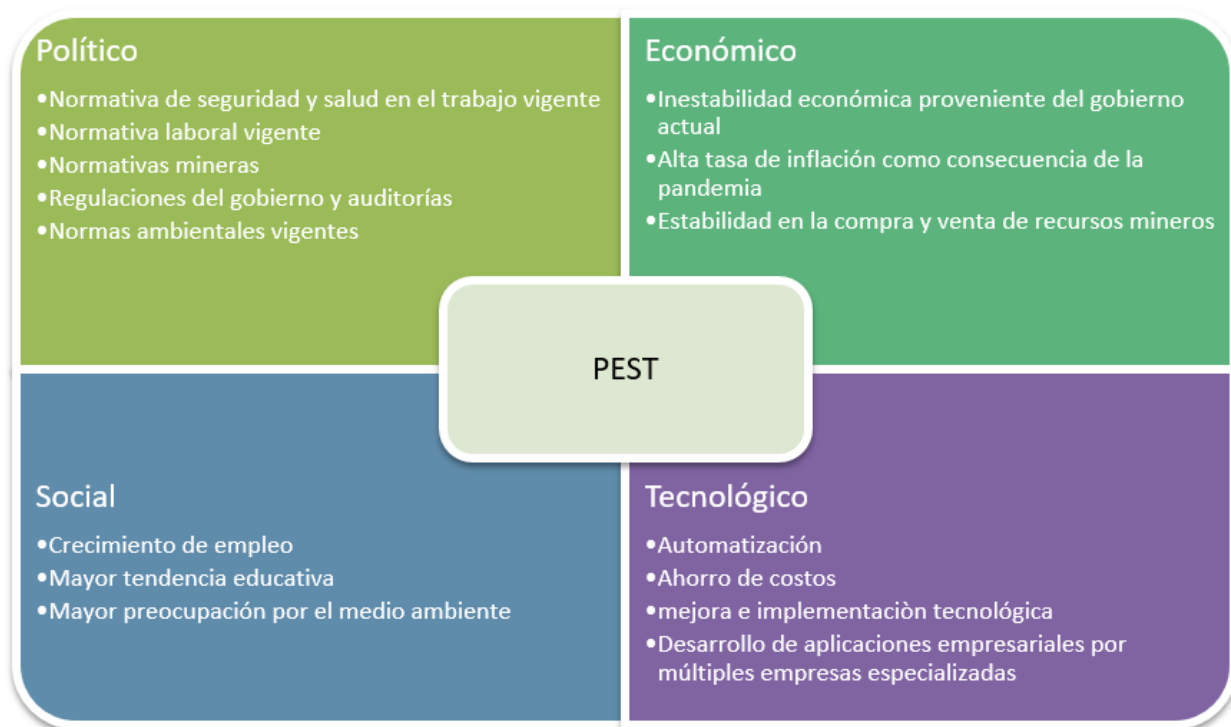 Político
•Normativa de seguridad y salud en el trabajo vigente
•Normativa laboral vigente
•Normativas mineras
•Regulaciones del gobierno y auditorías
•Normas ambientales vigentes
Económico
•Inestabilidad económica proveniente del gobierno
actual
•Alta tasa de inflación como consecuencia de la
pandemia
•Estabilidad en la compra y venta de recursos mineros
PEST
Social
•Crecimiento de empleo
•Mayor tendencia educativa
•Mayor preocupación por el medio ambiente
Tecnológico
•Automatización
•Ahorro de costos
•mejora e implementaciòn tecnológica
•Desarrollo de aplicaciones empresariales por
múltiples empresas especializadas